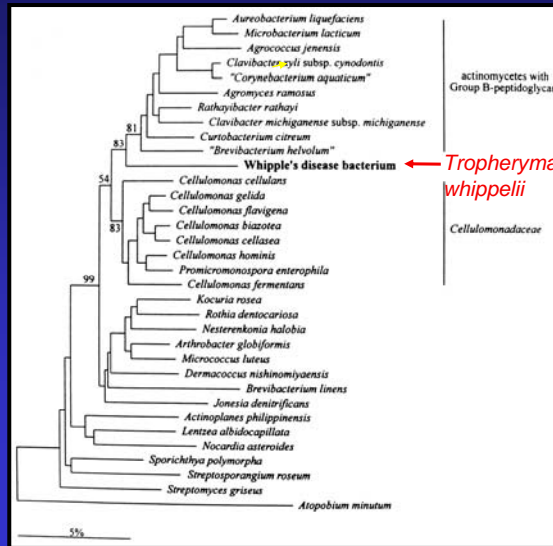 Aureobacterium liquefaciens
Microbacterium lacticum
Agrococcus jenensis
Clavibacter xyli subsp. cynodontis
"Corynebacterium aquaticum"
actinomycetes with
Group B-peptidoglycan
Agromyces ramosus
Rathayibacter rathayi
Clavibacter michiganense subsp. michiganense
81
Curtobacterium citreum
83
"Brevibacterium helvolum"
Whipple's disease bacterium
Tropheryma
whippelii
54
Cellulomonas cellulans
Cellulomonas gelida
Cellulomonas flavigena
83
Cellulomonas biazotea
Cellulomonadaceae
Cellulomonas cellasea
Cellulomonas hominis
Promicromonospora enterophila
99
Cellulomonas fermentans
Kocuria rosea
Rothia dentocariosa
Nesterenkonia halobia
Arthrobacter globiformis
Micrococcus luteus
Dermacoccus nishinomiyaensis
Brevibacterium linens
Jonesia denitrificans
Actinoplanes philippinensis
Lentzea albidocapillata
Nocardia asteroides
Sporichthya polymorpha
Streptosporangium roseum
Streptomyces griseus
Atopobium minutum
5%